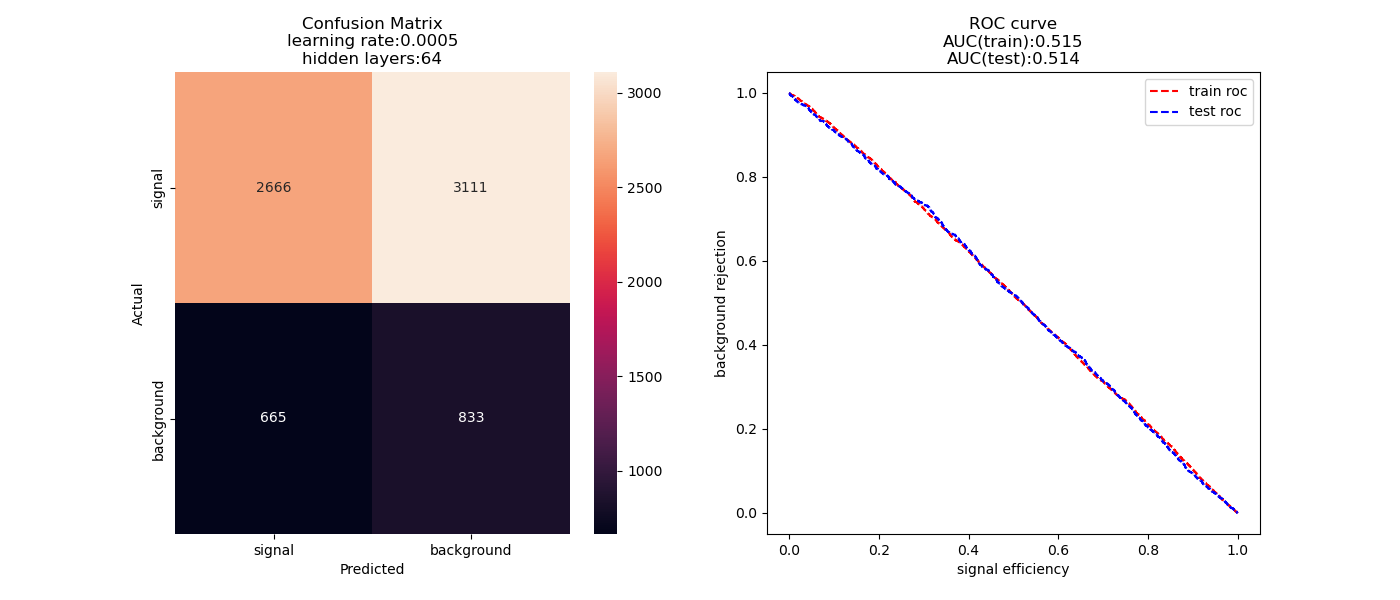 Confusion Matrix
learning rate:0.0005
hidden layers:64
signal
background
Actual
2666
3111
665
833
signal
background
Predicted
3000
2500
2000
1500
1000
ROC curve
AUC(train):0.515
AUC(test):0.514
train roc
test roc
1.0
0.8
0.6
0.4
0.2
0.0
background rejection
0.0
0.2
0.4
0.6
0.8
1.0
signal efficiency